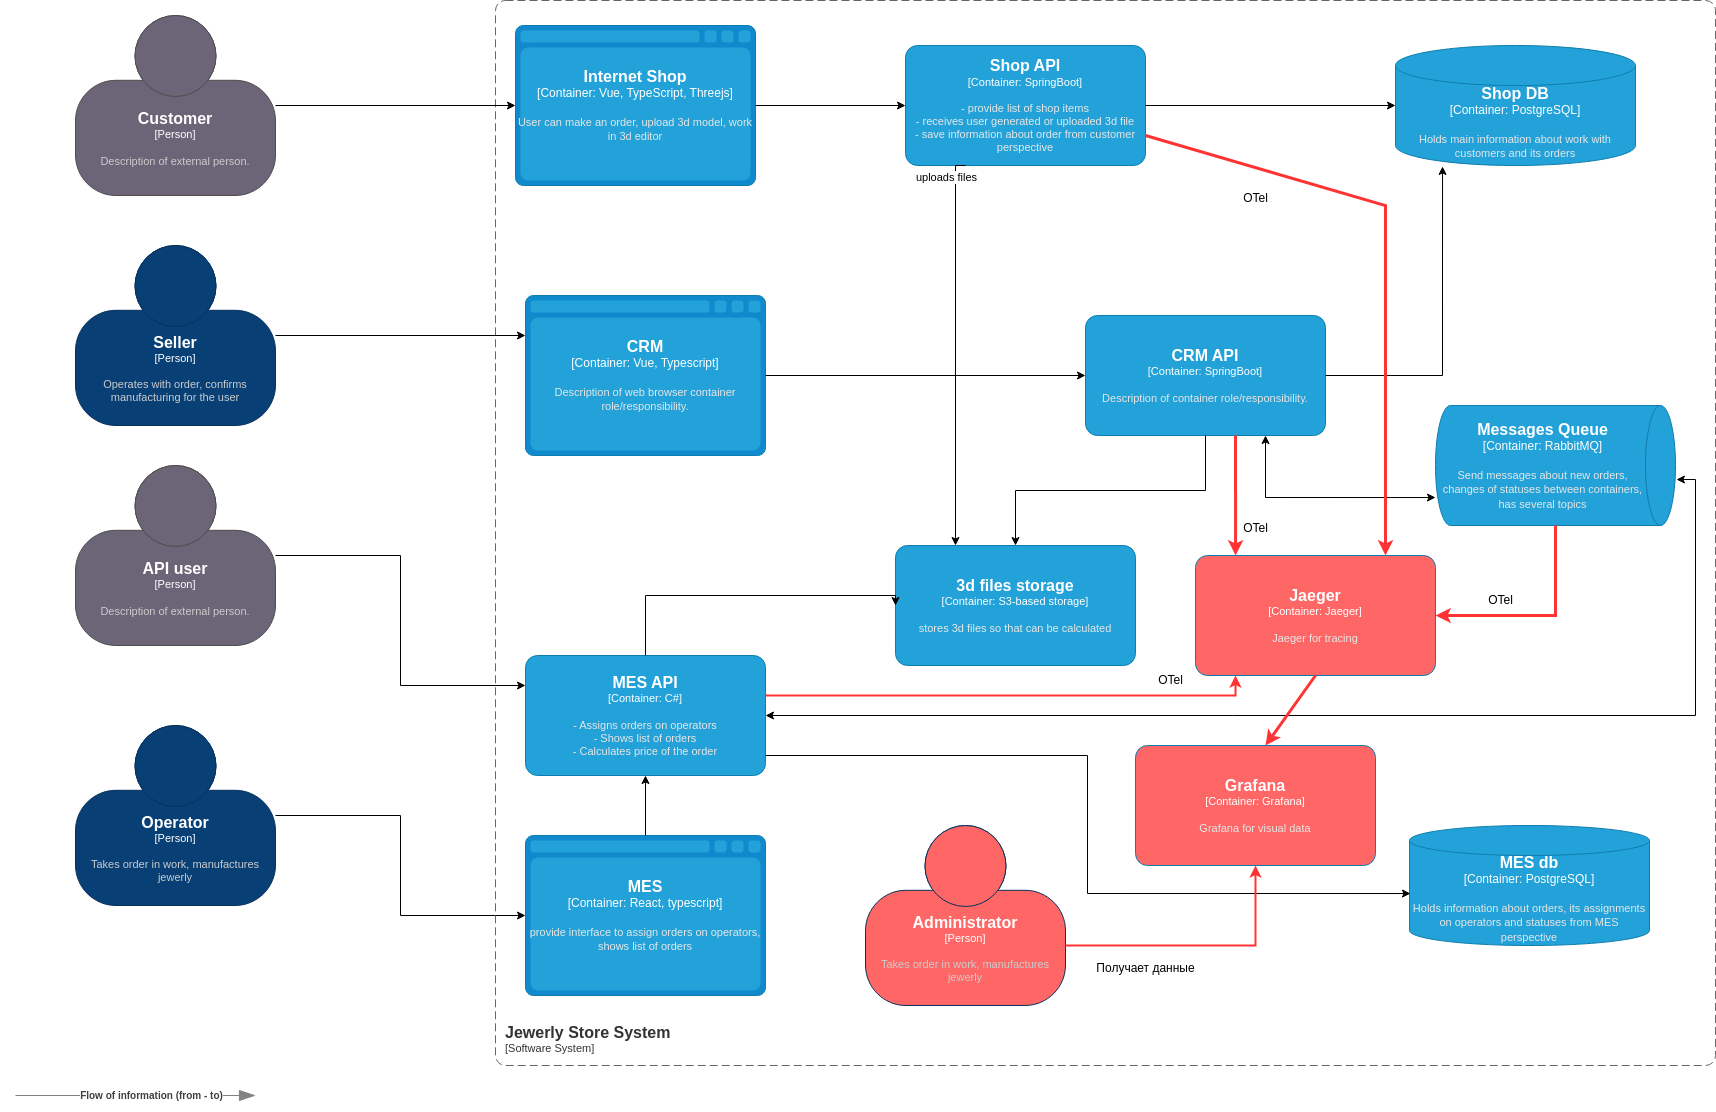 Customer
[Person]
Description of external person.
Internet Shop
[Container: Vue, TypeScript, Threejs]
User can make an order, upload 3d model, work
in 3d editor
Shop API
[Container: SpringBoot]
- provide list of shop items
- receives user generated or uploaded 3d file
- save information about order from customer
perspective
Shop DB
[Container: PostgreSQL]
Holds main information about work with
customers and its orders
uploads files
OTel
Seller
[Person]
Operates with order, confirms
manufacturing for the user
CRM
[Container: Vue, Typescript]
Description of web browser container
role/responsibility.
CRM API
[Container: SpringBoot]
Description of container role/responsibility.
Messages Queue
[Container: RabbitMQ]
Send messages about new orders,
changes of statuses between containers,
has several topics
OTel
API user
[Person]
Description of external person.
3d files storage
[Container: S3-based storage]
stores 3d files so that can be calculated
Jaeger
[Container: Jaeger]
Jaeger for tracing
OTel
MES API
[Container: C#]
- Assigns orders on operators
- Shows list of orders
- Calculates price of the order
OTel
Grafana
[Container: Grafana]
Grafana for visual data
Operator
[Person]
Takes order in work, manufactures
jewerly
MES
[Container: React, typescript]
provide interface to assign orders on operators,
shows list of orders
Administrator
[Person]
Takes order in work, manufactures
jewerly
Получает данные
MES db
[Container: PostgreSQL]
Holds information about orders, its assignments
on operators and statuses from MES
perspective
Jewerly Store System
[Software System]
Flow of information (from - to)